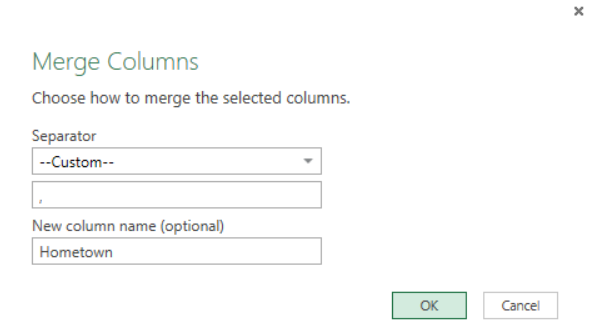 Merge Columns
Choose how to merge the selected columns.
Separator
--Custom--
,
New column name (optional)
Hometown
OK Cancel